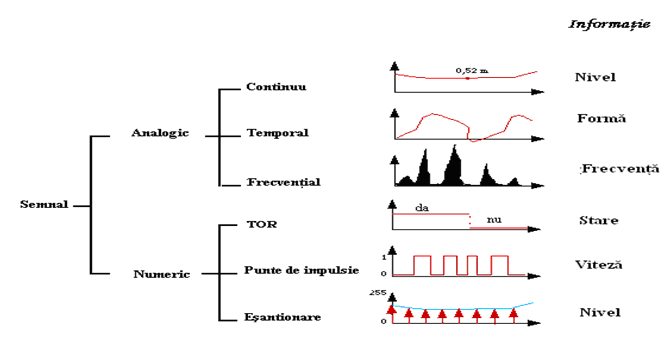 Informație
Continuu
0,52 m
Nivel
Analogic
Temporal
Formă
Frecvențial
Frecvență
Semnal
TOR
da
nu
Stare
Numeric
Punte de impulsie
1
0
Viteză
Eșantionare
255
0
Nivel